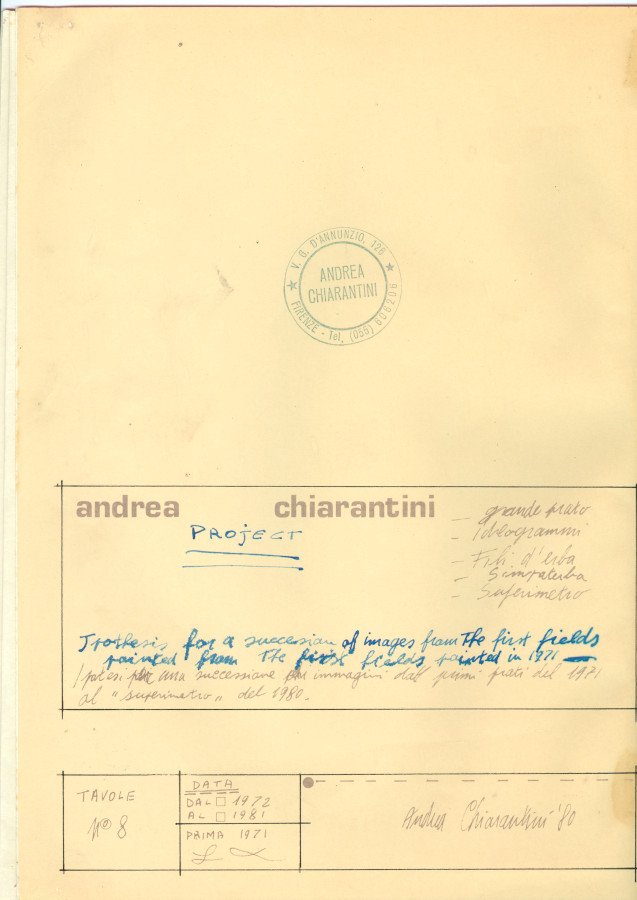 V. G. D'ANNUNZIO, 126
ANDREA
CHIARANTINI
FIRENZE - Tel. (055) 608206
andrea chiarantini
PROJECT
- grande prato
- Ideogrammi
- Fili d'erba
- Simpaterba
- Superimetro
Ipothesis for a succession of images from The first fields
painted from The first fields, painted in 1971
Ipotesi per una successione per immagini dai primi prati del 1971
al "superimetro" del 1980.
TAVOLE
N° 8
DATA
DAL 1972
AL 1981
PRIMA 1971
Andrea Chiarantini '80